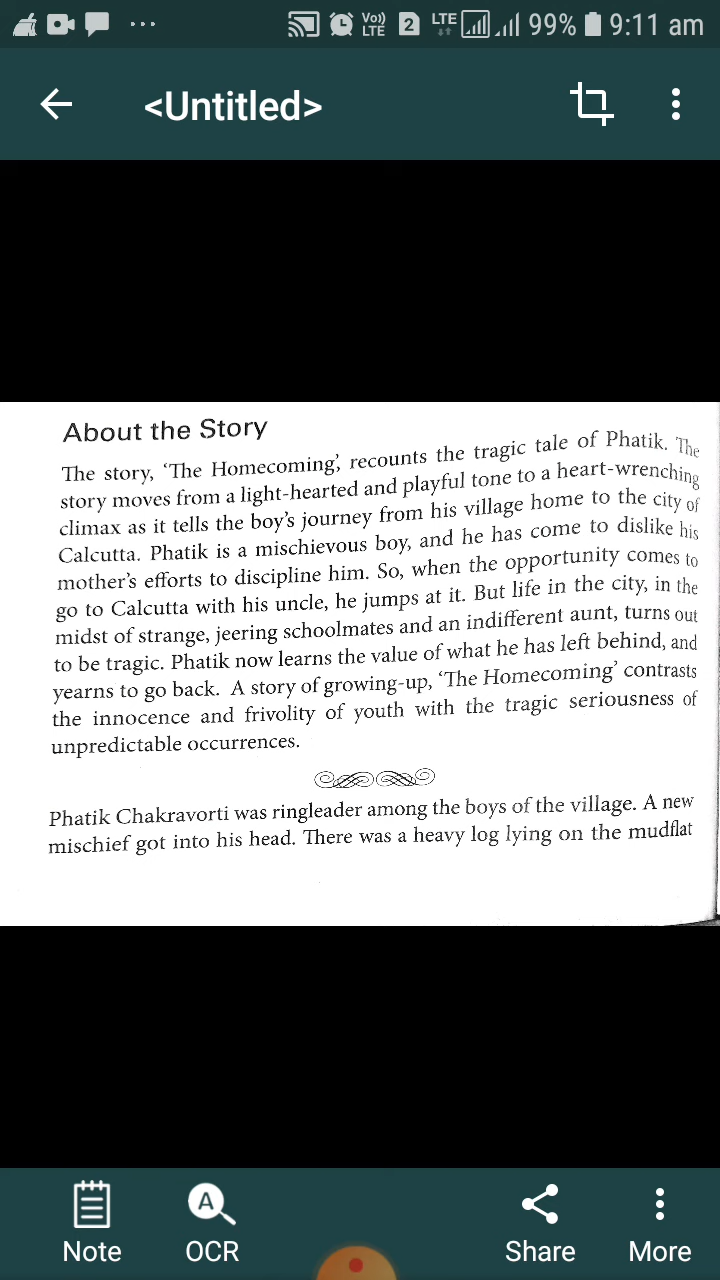 Vo)) LTE 2 LTE 99% 9:11 am
<Untitled>
About the Story
The story, ‘The Homecoming’, recounts the tragic tale of Phatik. The
story moves from a light-hearted and playful tone to a heart-wrenching
climax as it tells the boy’s journey from his village home to the city of
Calcutta. Phatik is a mischievous boy, and he has come to dislike his
mother’s efforts to discipline him. So, when the opportunity comes to
go to Calcutta with his uncle, he jumps at it. But life in the city, in the
midst of strange, jeering schoolmates and an indifferent aunt, turns out
to be tragic. Phatik now learns the value of what he has left behind, and
yearns to go back. A story of growing-up, ‘The Homecoming’ contrasts
the innocence and frivolity of youth with the tragic seriousness of
unpredictable occurrences.
Phatik Chakravorti was ringleader among the boys of the village. A new
mischief got into his head. There was a heavy log lying on the mudflat
A
Note OCR Share More